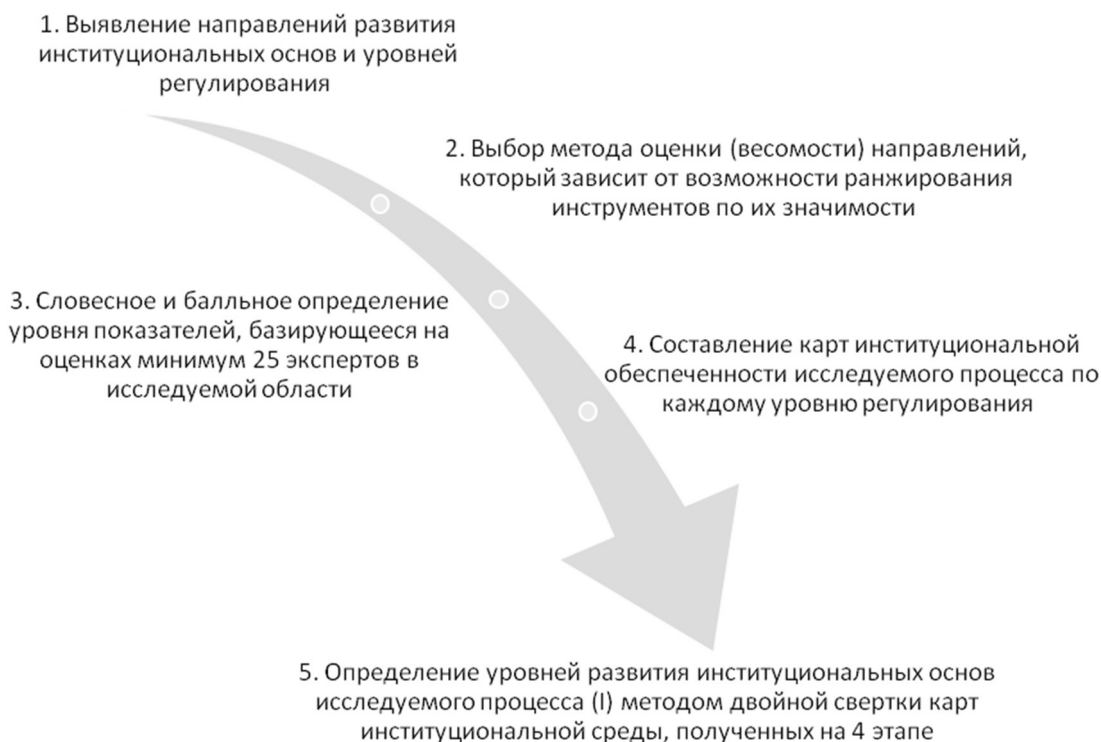 1. Выявление направлений развития
институциональных основ и уровней
регулирования
2. Выбор метода оценки (весомости) направлений,
который зависит от возможности ранжирования
инструментов по их значимости
3. Словесное и балльное определение
уровня показателей, базирующееся на
оценках минимум 25 экспертов в
исследуемой области
4. Составление карт институциональной
обеспеченности исследуемого процесса по
каждому уровню регулирования
5. Определение уровней развития институциональных основ
исследуемого процесса (I) методом двойной свертки карт
институциональной среды, полученных на 4 этапе